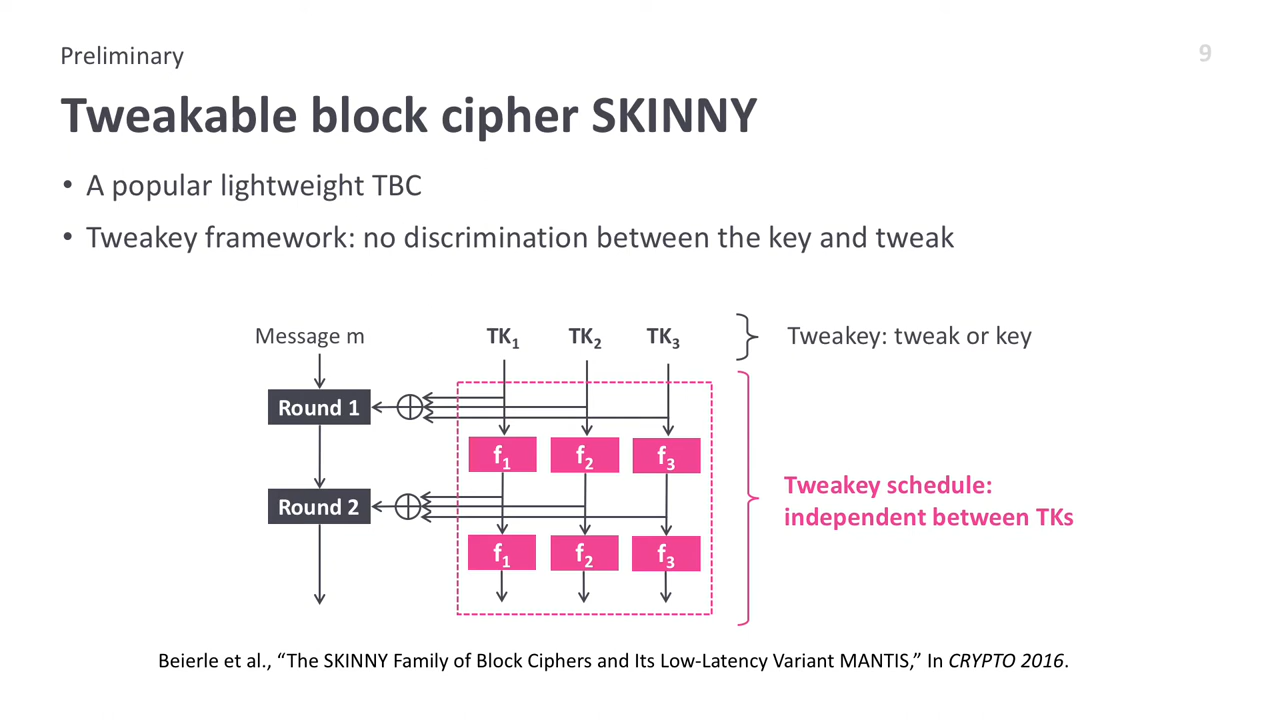 Preliminary
9
Tweakable block cipher SKINNY
• A popular lightweight TBC
• Tweakey framework: no discrimination between the key and tweak
Message m
TK1
TK2
TK3
Tweakey: tweak or key
Round 1
f1
f2
f3
Tweakey schedule:
independent between TKs
Round 2
f1
f2
f3
Beierle et al., “The SKINNY Family of Block Ciphers and Its Low-Latency Variant MANTIS,” In CRYPTO 2016.